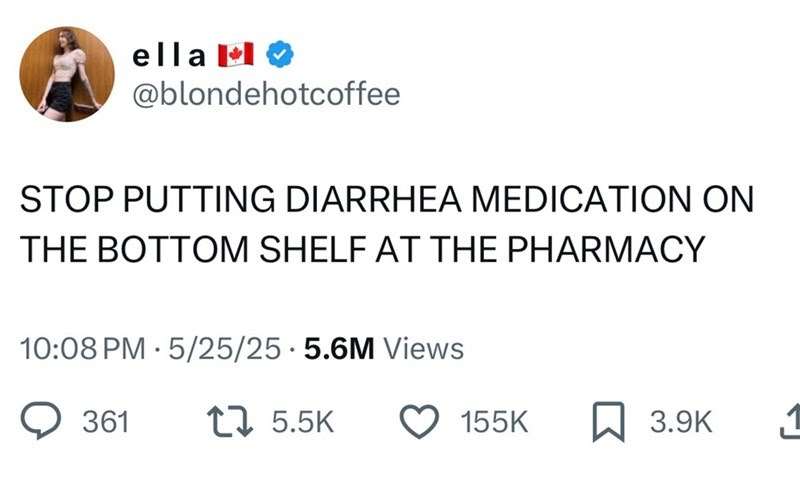 ella 🇨🇦
@blondehotcoffee
STOP PUTTING DIARRHEA MEDICATION ON
THE BOTTOM SHELF AT THE PHARMACY
10:08 PM · 5/25/25 · 5.6M Views
361 5.5K 155K 3.9K